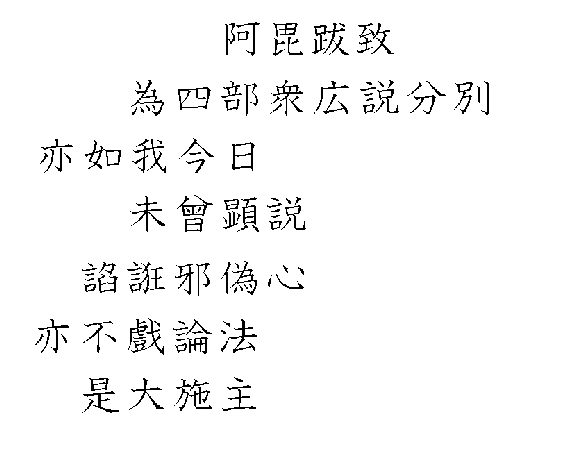 阿毘跋致
為四部衆広説分別
亦如我今日
未曾顕説
諂誑邪偽心
亦不戲論法
是大施主